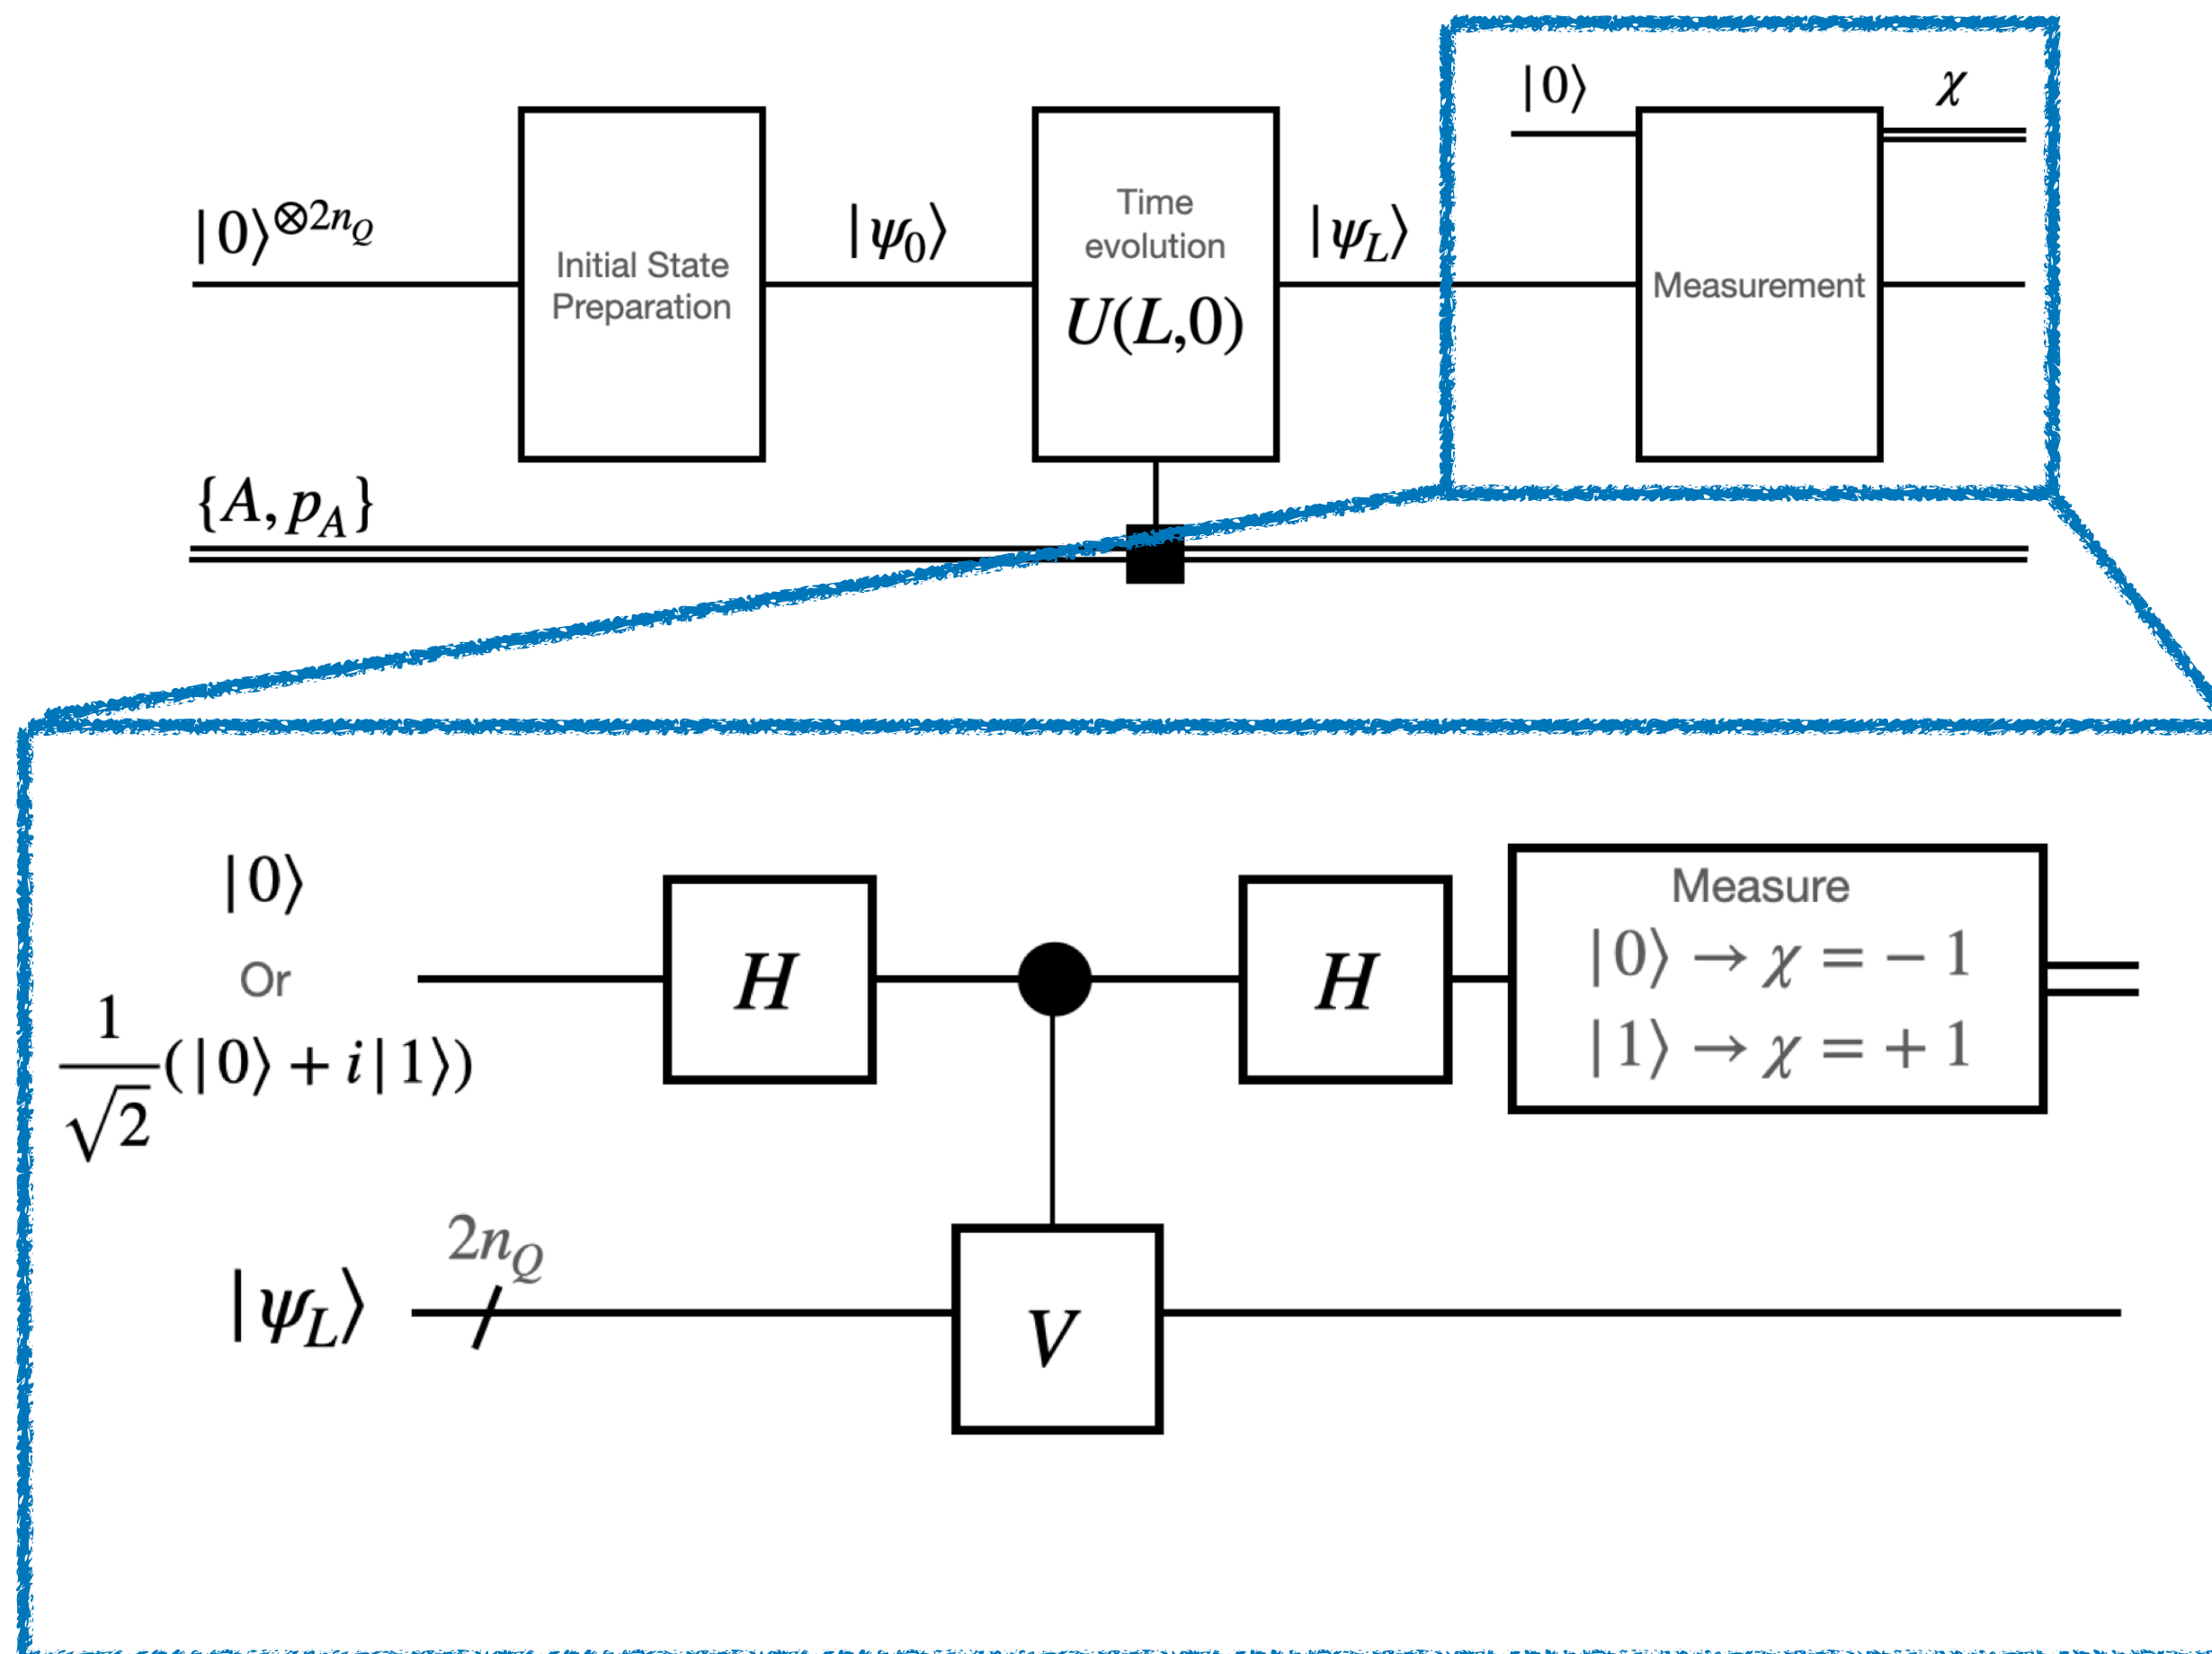 |0⟩ χ
|0⟩^{⊗2n_Q} Initial State Preparation |ψ_0⟩ Time evolution U(L,0) |ψ_L⟩ Measurement
{A, p_A}
|0⟩
Or
1/√2 (|0⟩ + i|1⟩)
H
H
Measure
|0⟩ → χ = − 1
|1⟩ → χ = + 1
2n_Q
|ψ_L⟩
V